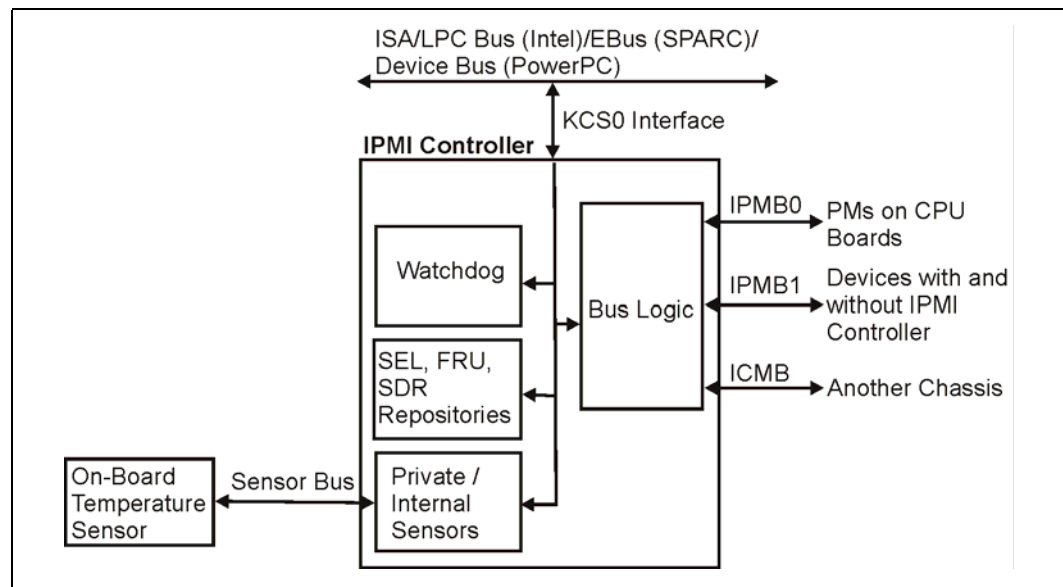 ISA/LPC Bus (Intel)/EBus (SPARC)/
Device Bus (PowerPC)
KCS0 Interface
IPMI Controller
Watchdog
SEL, FRU,
SDR
Repositories
Private /
Internal
Sensors
Bus Logic
IPMB0
PMs on CPU
Boards
IPMB1
Devices with and
without IPMI
Controller
ICMB
Another Chassis
On-Board
Temperature
Sensor
Sensor Bus